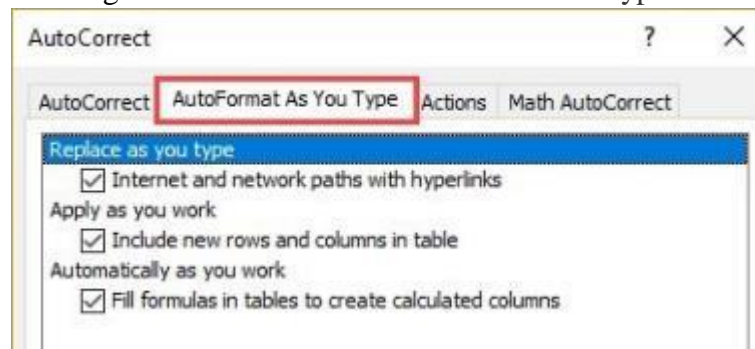 AutoCorrect ? ×
AutoCorrect AutoFormat As You Type Actions Math AutoCorrect
Replace as you type
Internet and network paths with hyperlinks
Apply as you work
Include new rows and columns in table
Automatically as you work
Fill formulas in tables to create calculated columns